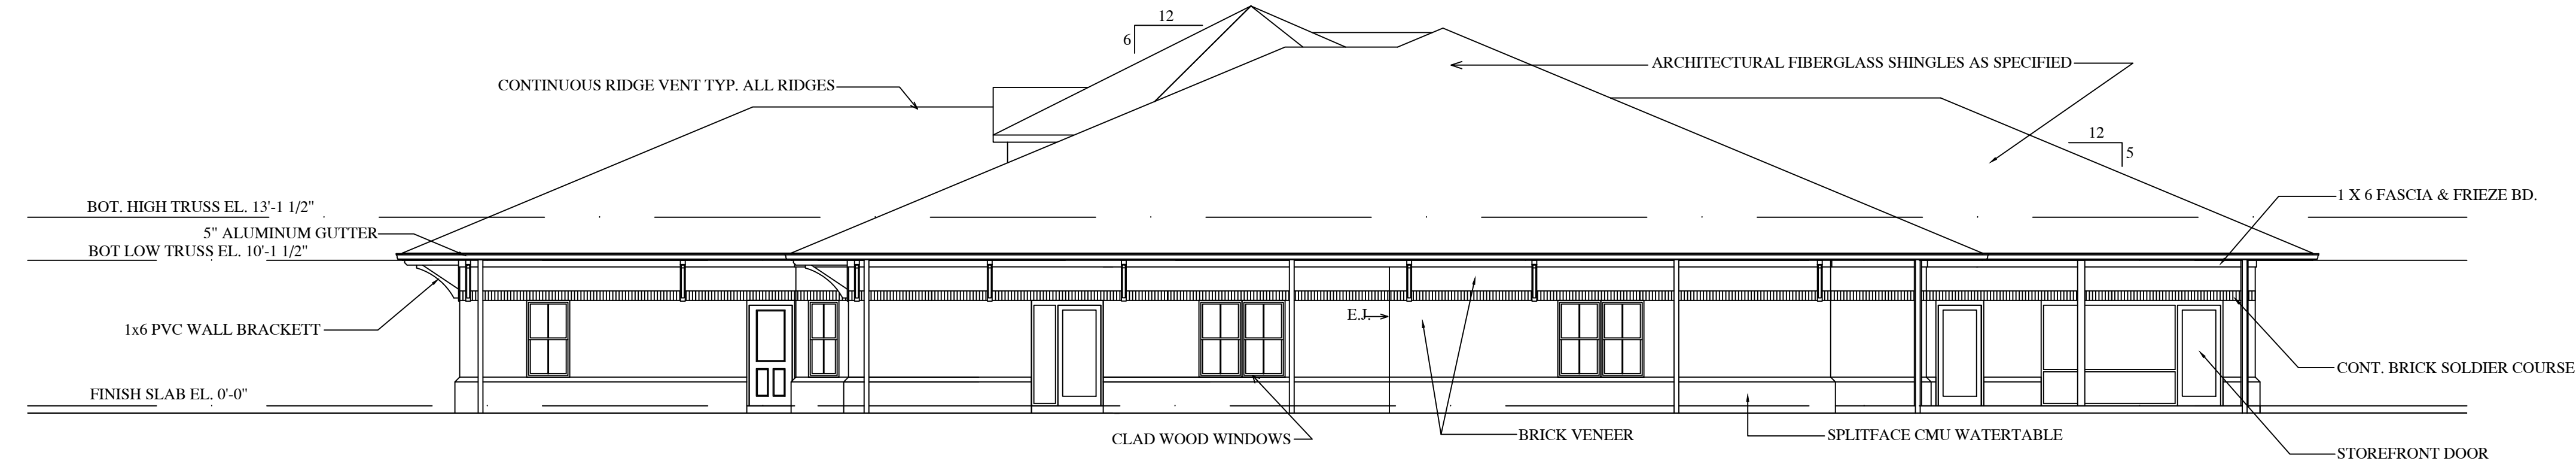 12
6
ARCHITECTURAL FIBERGLASS SHINGLES AS SPECIFIED
CONTINUOUS RIDGE VENT TYP. ALL RIDGES
12
5
1 X 6 FASCIA & FRIEZE BD.
BOT. HIGH TRUSS EL. 13'-1 1/2"
5" ALUMINUM GUTTER
BOT LOW TRUSS EL. 10'-1 1/2"
E.J.
1x6 PVC WALL BRACKETT
CONT. BRICK SOLDIER COURSE
FINISH SLAB EL. 0'-0"
CLAD WOOD WINDOWS
BRICK VENEER
SPLITFACE CMU WATERTABLE
STOREFRONT DOOR